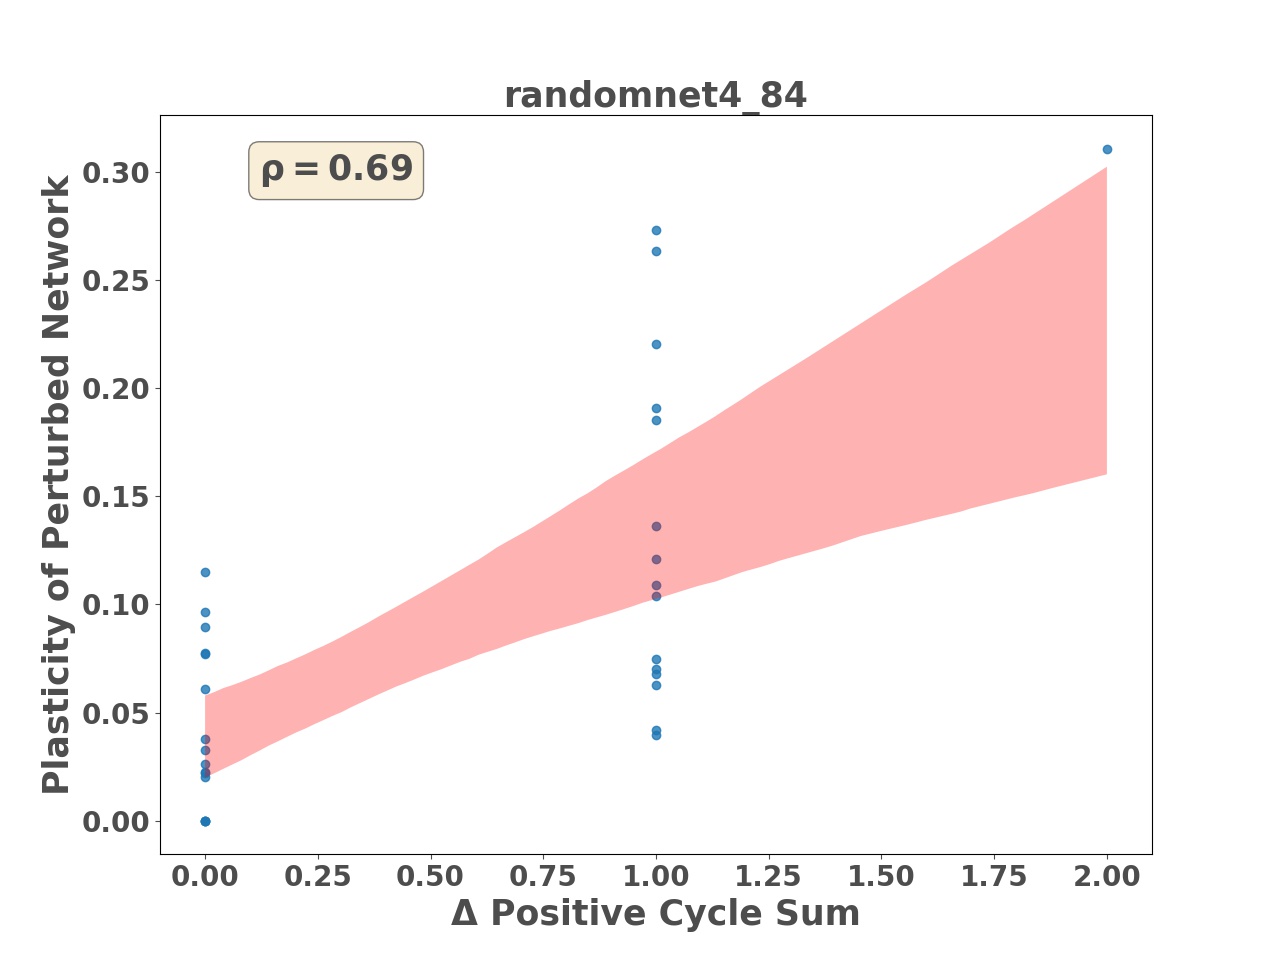 randomnet4_84
ρ = 0.69
Plasticity of Perturbed Network
0.30
0.25
0.20
0.15
0.10
0.05
0.00
0.00 0.25 0.50 0.75 1.00 1.25 1.50 1.75 2.00
Δ Positive Cycle Sum